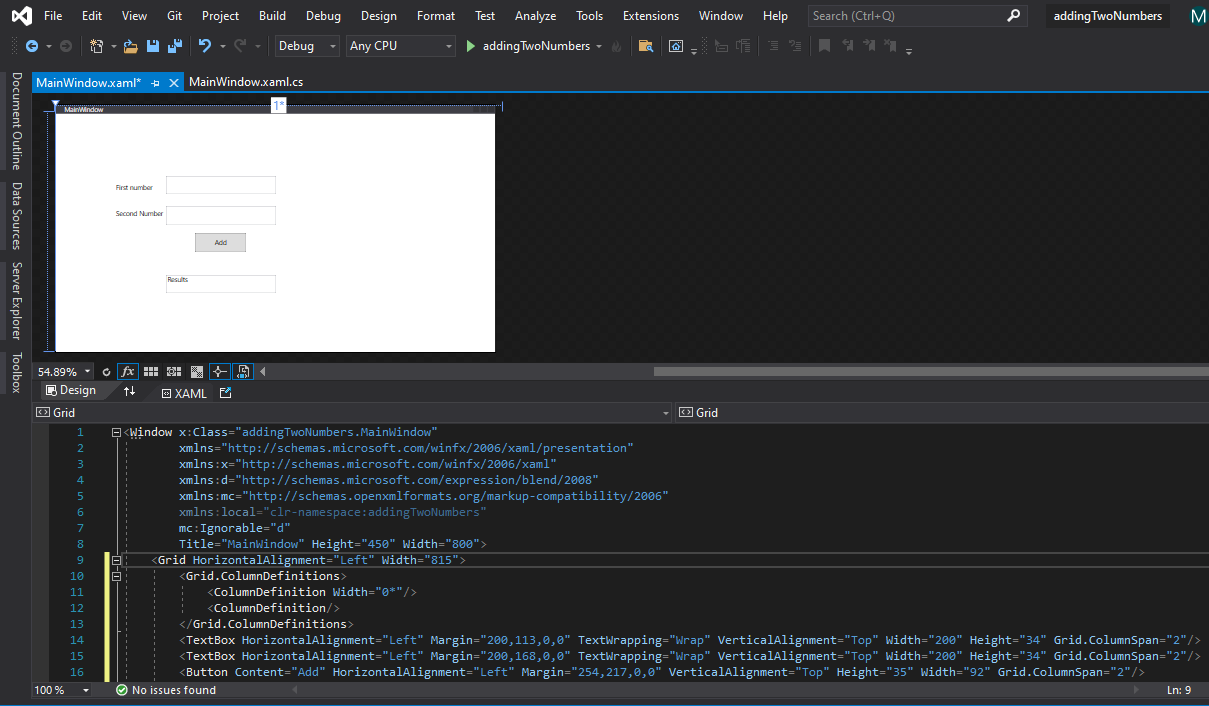 File Edit View Git Project Build Debug Design Format Test Analyze Tools Extensions Window Help Search (Ctrl+Q) addingTwoNumbers M
Debug Any CPU addingTwoNumbers
MainWindow.xaml* MainWindow.xaml.cs
Document Outline
Data Sources
Server Explorer
Toolbox
MainWindow
1*
First number
Second Number
Add
Results
54.89% fx
Design XAML
Grid Grid
1 <Window x:Class="addingTwoNumbers.MainWindow"
2 xmlns="http://schemas.microsoft.com/winfx/2006/xaml/presentation"
3 xmlns:x="http://schemas.microsoft.com/winfx/2006/xaml"
4 xmlns:d="http://schemas.microsoft.com/expression/blend/2008"
5 xmlns:mc="http://schemas.openxmlformats.org/markup-compatibility/2006"
6 xmlns:local="clr-namespace:addingTwoNumbers"
7 mc:Ignorable="d"
8 Title="MainWindow" Height="450" Width="800">
9 <Grid HorizontalAlignment="Left" Width="815">
10 <Grid.ColumnDefinitions>
11 <ColumnDefinition Width="0*"/>
12 <ColumnDefinition/>
13 </Grid.ColumnDefinitions>
14 <TextBox HorizontalAlignment="Left" Margin="200,113,0,0" TextWrapping="Wrap" VerticalAlignment="Top" Width="200" Height="34" Grid.ColumnSpan="2"/>
15 <TextBox HorizontalAlignment="Left" Margin="200,168,0,0" TextWrapping="Wrap" VerticalAlignment="Top" Width="200" Height="34" Grid.ColumnSpan="2"/>
16 <Button Content="Add" HorizontalAlignment="Left" Margin="254,217,0,0" VerticalAlignment="Top" Height="35" Width="92" Grid.ColumnSpan="2"/>
100 % No issues found Ln: 9